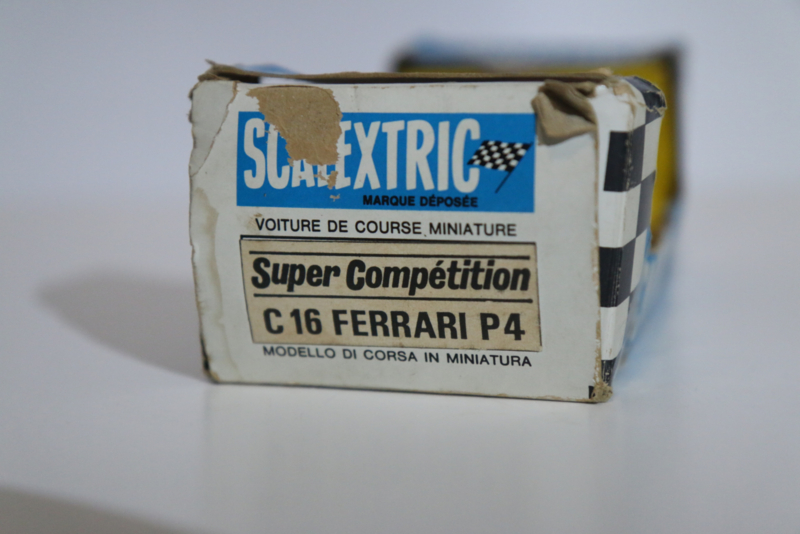 SCALEXTRIC
MARQUE DÉPOSÉE
VOITURE DE COURSE MINIATURE
Super Compétition
C 16 FERRARI P4
MODELLO DI CORSA IN MINIATURA